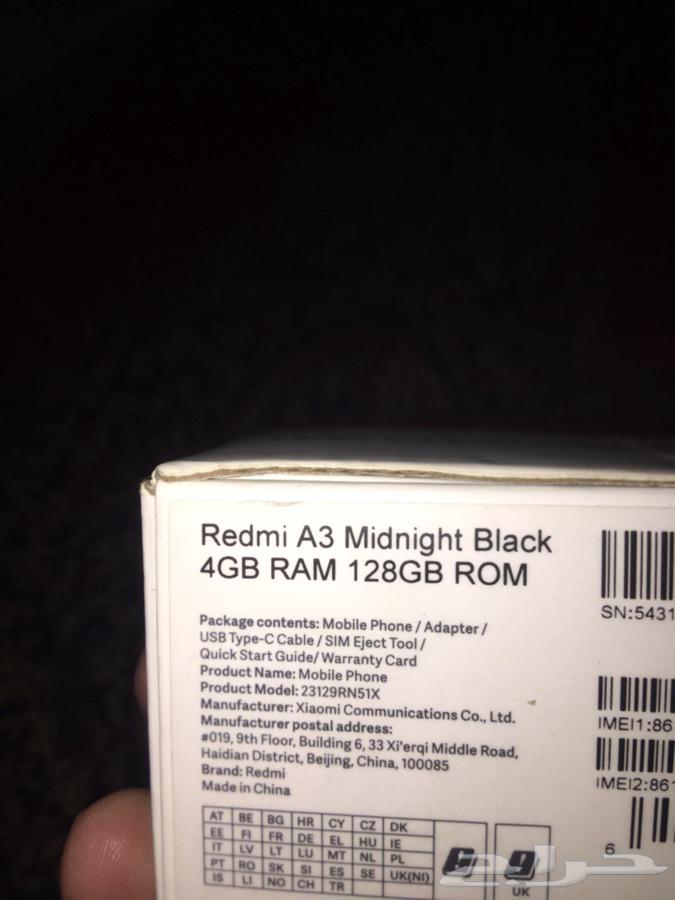 Redmi A3 Midnight Black
4GB RAM 128GB ROM
Package contents: Mobile Phone / Adapter /
USB Type-C Cable / SIM Eject Tool /
Quick Start Guide/ Warranty Card
Product Name: Mobile Phone
Product Model: 23129RN51X
Manufacturer: Xiaomi Communications Co., Ltd.
Manufacturer postal address:
#019, 9th Floor, Building 6, 33 Xi'erqi Middle Road,
Haidian District, Beijing, China, 100085
Brand: Redmi
Made in China
SN:5431
IMEI1:86
IMEI2:861
6
AT BE BG HR CY CZ DK
EE FI FR DE EL HU IE
IT LV LT LU MT NL PL
PT RO SK SI ES SE UK(NI)
IS LI NO CH TR
UK
حراج